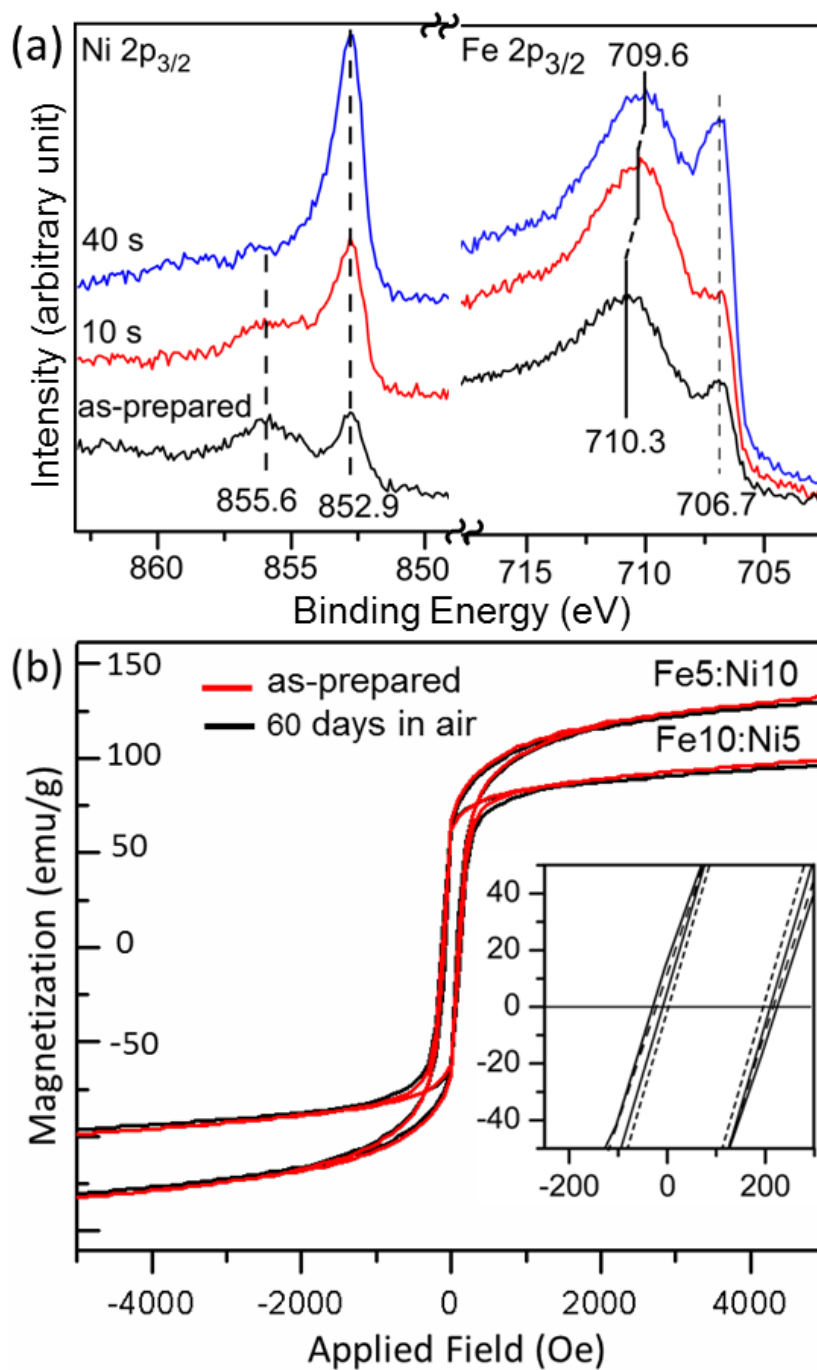 (a) Ni 2p3/2 Fe 2p3/2 709.6
Intensity (arbitrary unit)
40 s
10 s
as-prepared
855.6 852.9 710.3 706.7
860 855 850 715 710 705
Binding Energy (eV)
(b)
as-prepared
60 days in air
Fe5:Ni10
Fe10:Ni5
Magnetization (emu/g)
150
100
50
0
-50
40
20
0
-20
-40
-200 0 200
-4000 -2000 0 2000 4000
Applied Field (Oe)